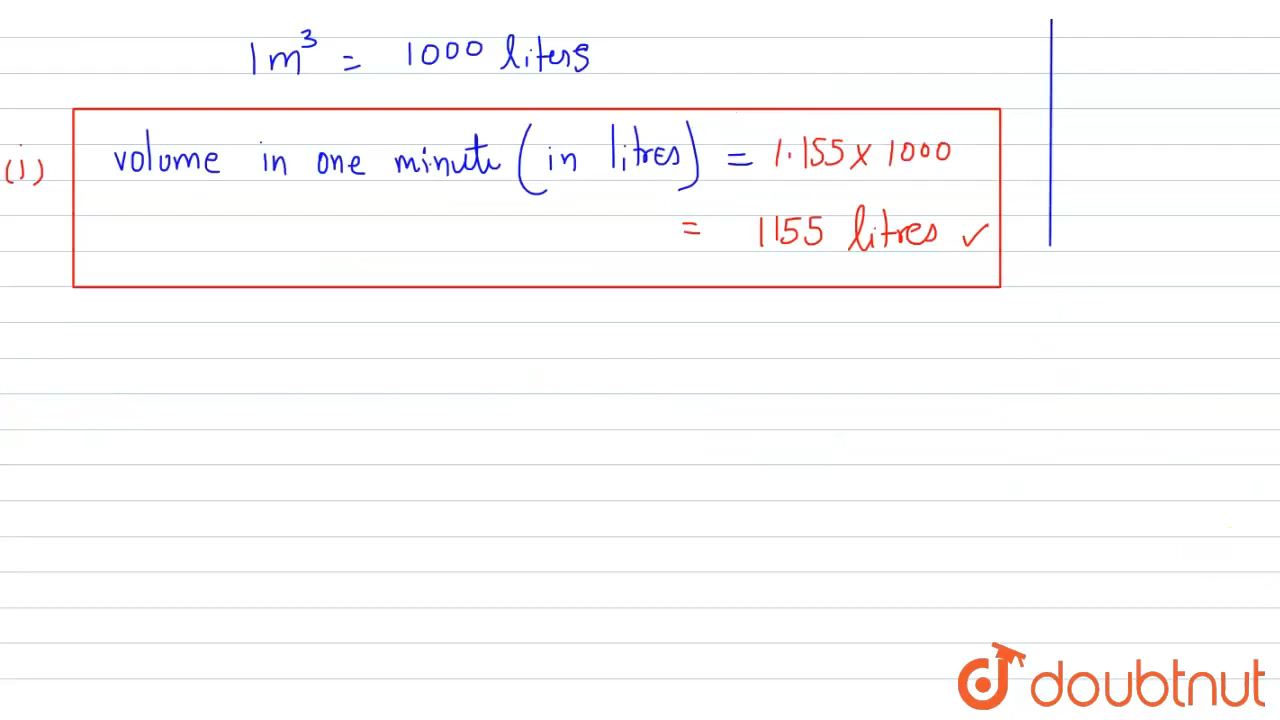 1m³ = 1000 liters
(i) volume in one minute (in litres) = 1.155 x 1000
= 1155 litres ✓
doubtnut